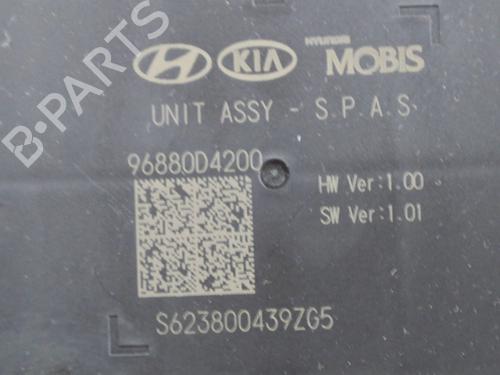 B-PARTS
KIA
HYUNDAI
MOBIS
UNIT ASSY - S.P.A.S
96880D4200
HW Ver:1.00
SW Ver:1.01
S623800439ZG5